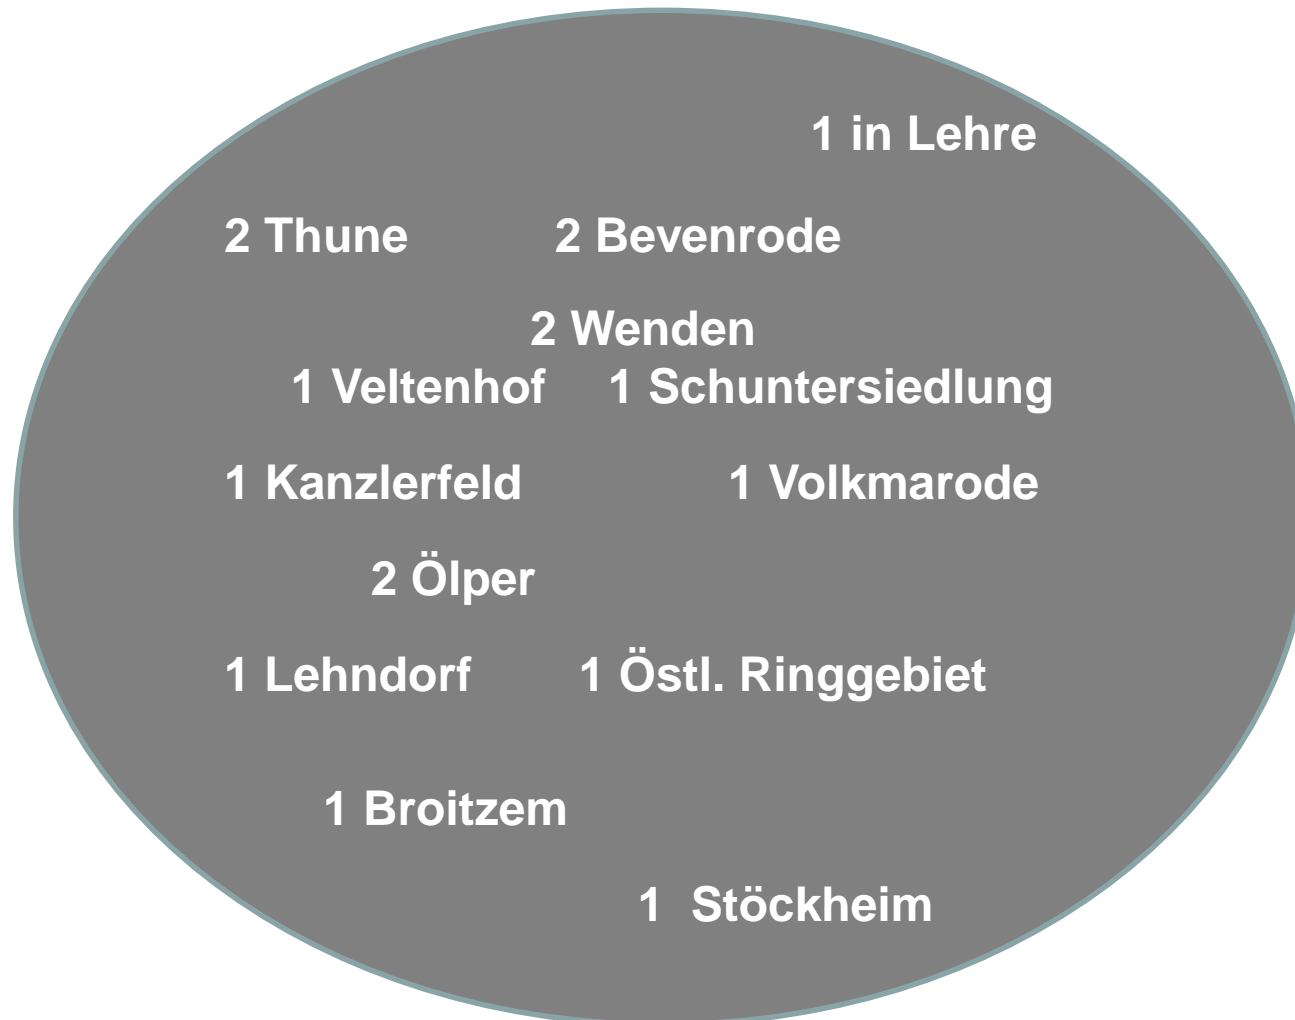 1 in Lehre
2 Thune 2 Bevenrode
2 Wenden
1 Veltenhof 1 Schuntersiedlung
1 Kanzlerfeld 1 Volkmarode
2 Ölper
1 Lehndorf 1 Östl. Ringgebiet
1 Broitzem
1 Stöckheim